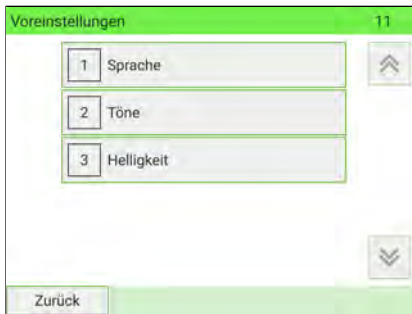 Voreinstellungen 11
1 Sprache
2 Töne
3 Helligkeit
Zurück